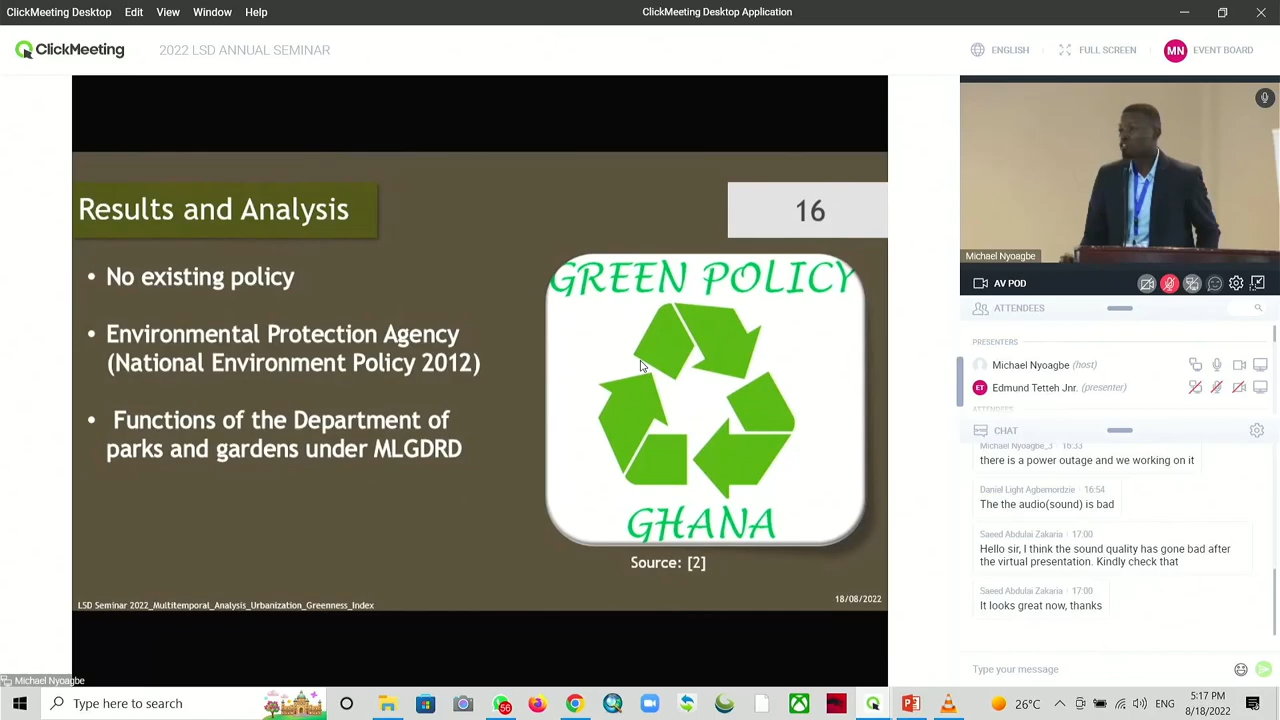 ClickMeeting Desktop Edit View Window Help
ClickMeeting Desktop Application
ClickMeeting
2022 LSD ANNUAL SEMINAR
ENGLISH
FULL SCREEN
MN
EVENT BOARD
Results and Analysis
16
• No existing policy
• Environmental Protection Agency
(National Environment Policy 2012)
• Functions of the Department of
parks and gardens under MLGDRD
GREEN POLICY
GHANA
Source: [2]
LSD Seminar 2022_Multitemporal_Analysis_Urbanization_Greenness_Index
18/08/2022
Michael Nyoagbe
Michael Nyoagbe
AV POD
ATTENDEES
PRESENTERS
Michael Nyoagbe (host)
ET Edmund Tetteh Jnr. (presenter)
ATTENDEES
CHAT
Michael Nyoagbe_3 16:33
there is a power outage and we working on it
Daniel Light Agbemordzie 16:54
The the audio(sound) is bad
Saeed Abdulai Zakaria 17:00
Hello sir, I think the sound quality has gone bad after
the virtual presentation. Kindly check that
Saeed Abdulai Zakaria 17:00
It looks great now, thanks
Type your message
Type here to search
56
26°C
ENG
5:17 PM
8/18/2022